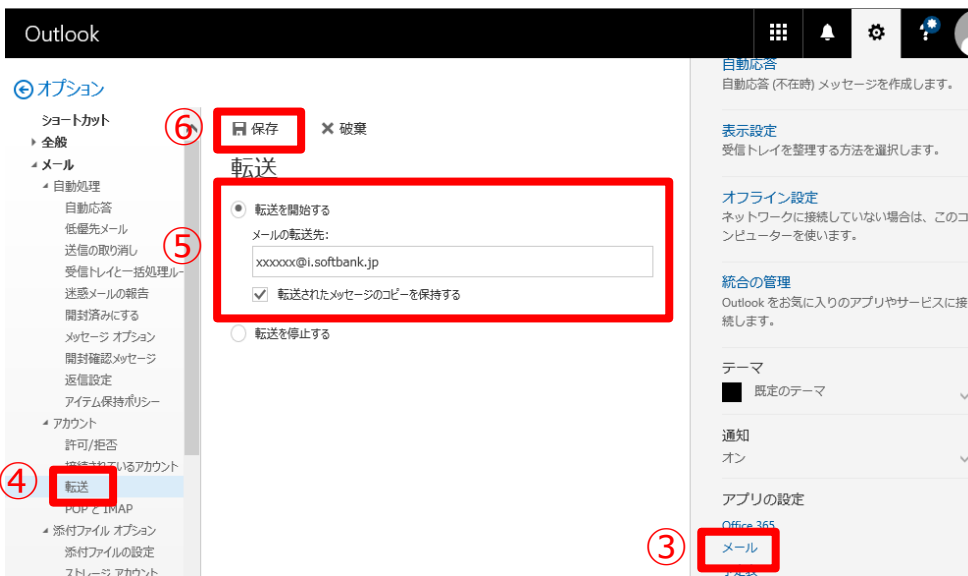 Outlook
オプション
ショートカット
全般
メール
自動処理
自動応答
低優先メール
送信の取り消し
受信トレイと一括処理ルー
迷惑メールの報告
開封済みにする
メッセージ オプション
開封確認メッセージ
返信設定
アイテム保持ポリシー
アカウント
許可/拒否
接続されているアカウント
④
転送
POP と IMAP
添付ファイル オプション
添付ファイルの設定
ストレージ アカウント
⑥
保存
破棄
転送
⑤
転送を開始する
メールの転送先:
xxxxxx@i.softbank.jp
転送されたメッセージのコピーを保持する
転送を停止する
自動応答
自動応答 (不在時) メッセージを作成します。
表示設定
受信トレイを整理する方法を選択します。
オフライン設定
ネットワークに接続していない場合は、このコ
ンピューターを使います。
統合の管理
Outlook をお気に入りのアプリやサービスに接
続します。
テーマ
既定のテーマ
通知
オン
アプリの設定
Office 365
③
メール
予定表